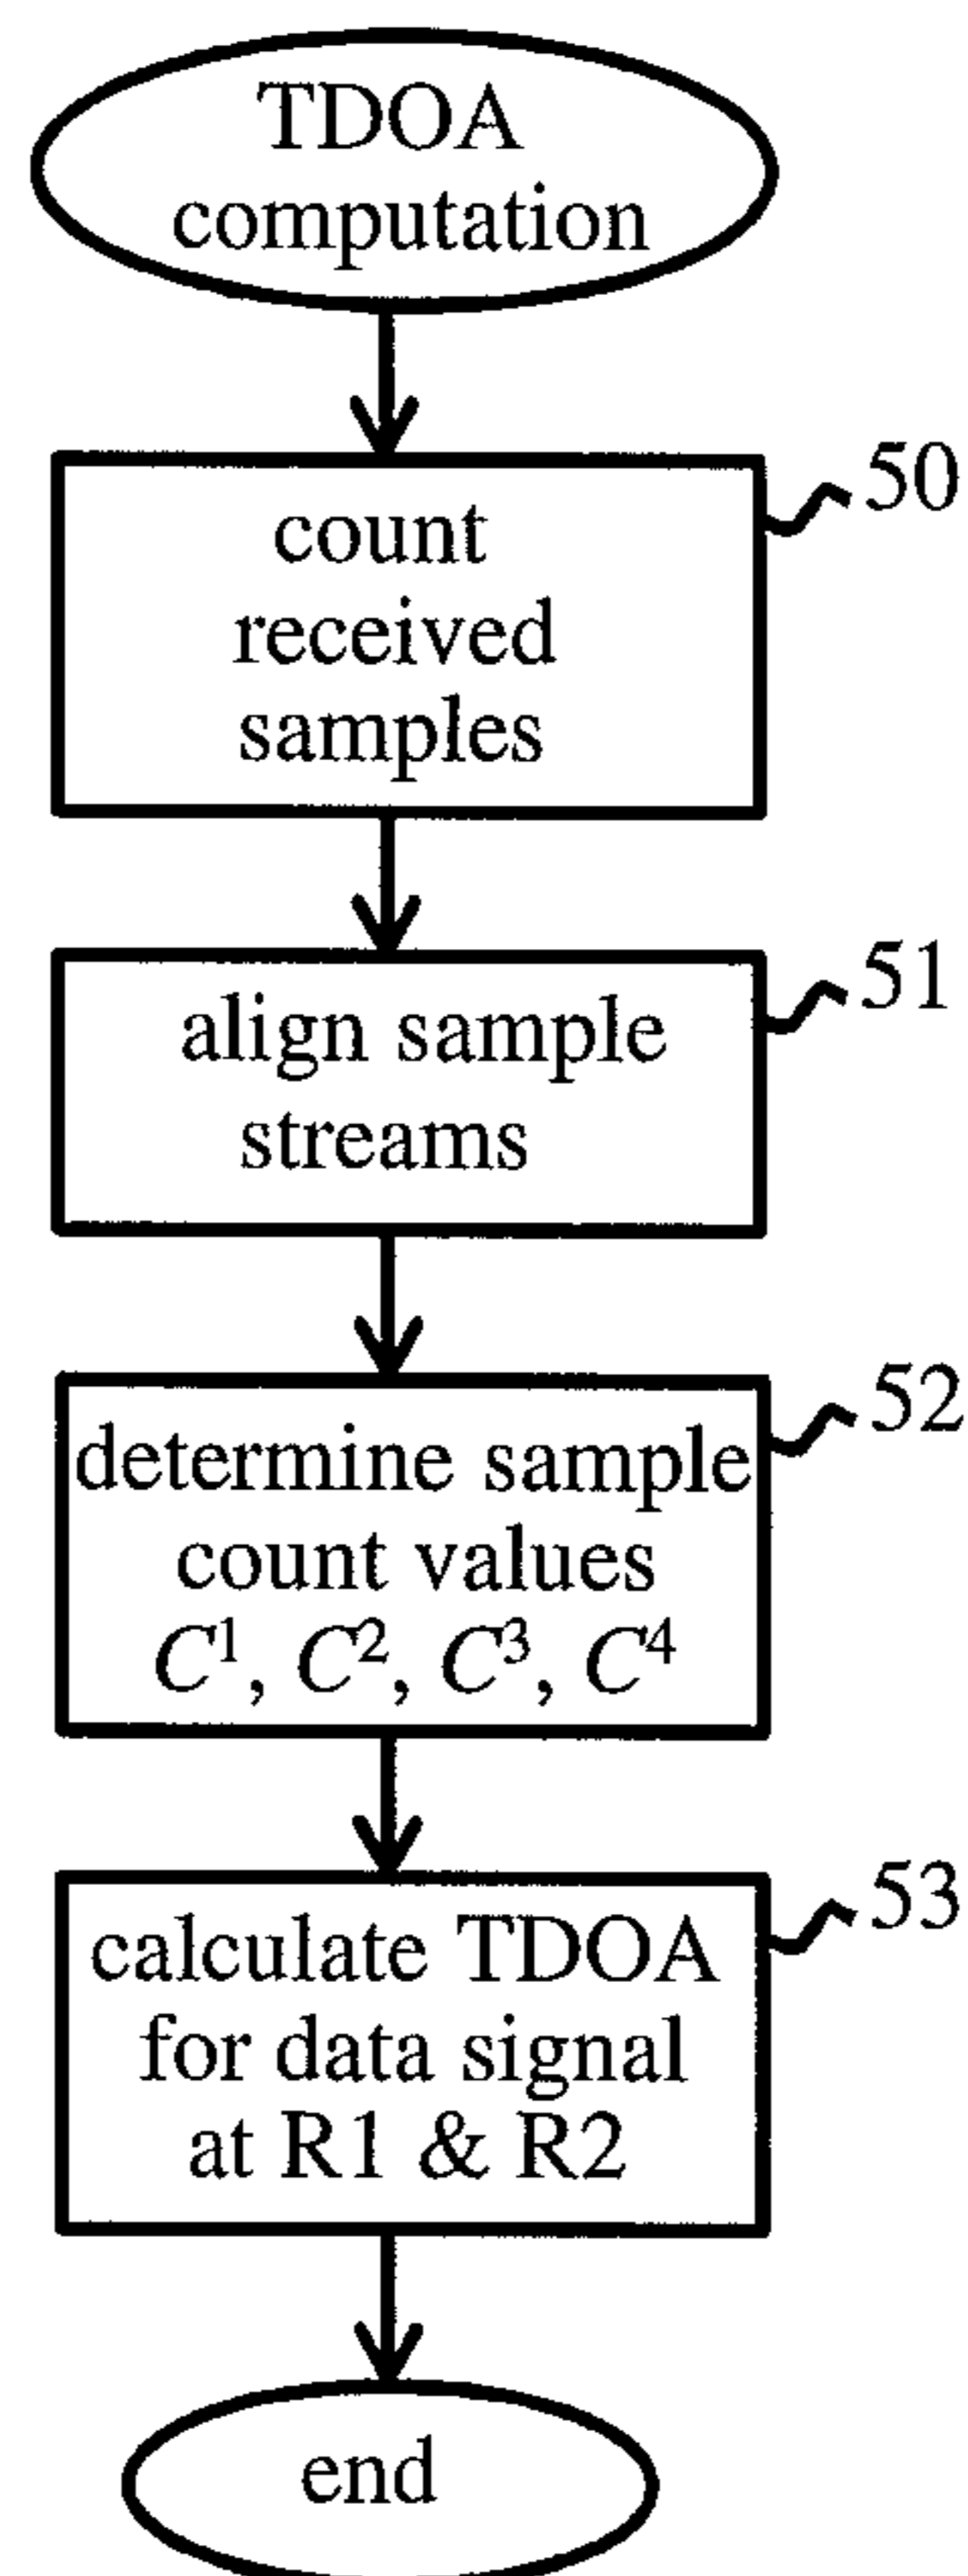 TDOA
computation
50
count
received
samples
51
align sample
streams
52
determine sample
count values
C¹, C², C³, C⁴
53
calculate TDOA
for data signal
at R1 & R2
end